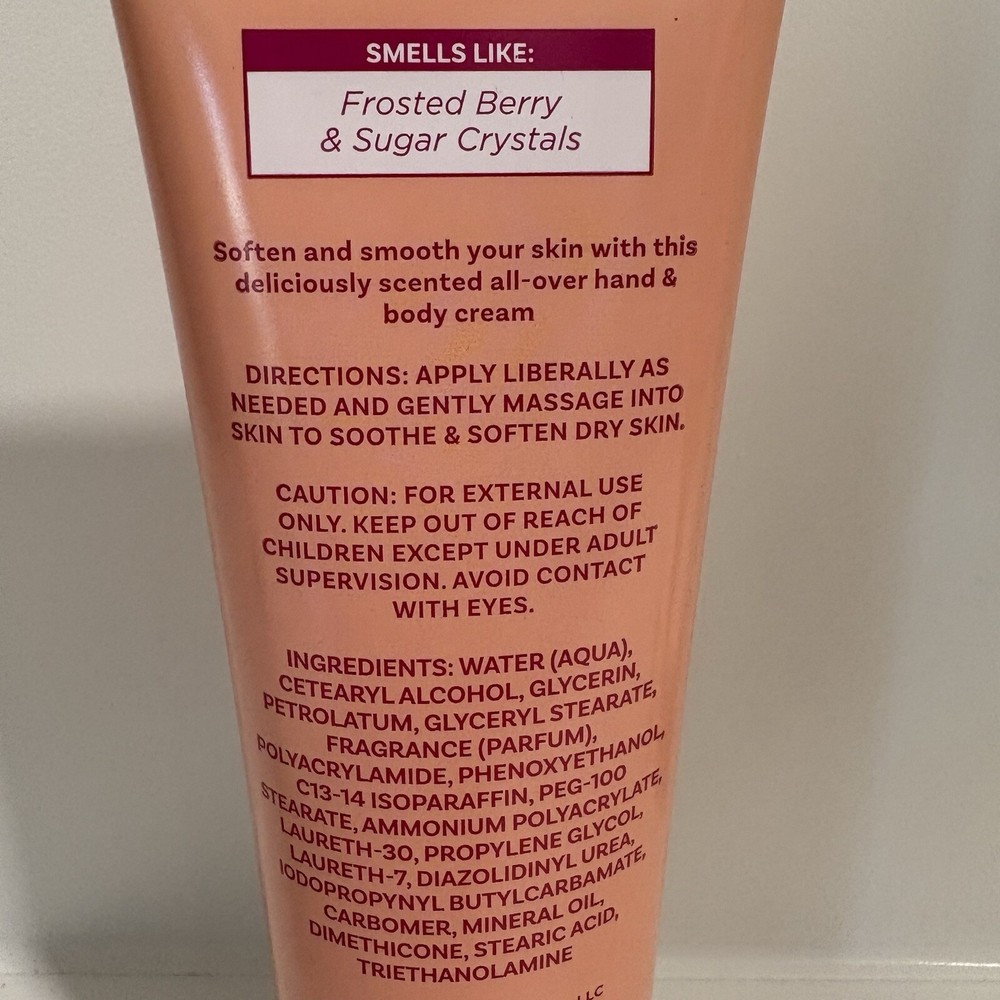 SMELLS LIKE:
Frosted Berry
& Sugar Crystals
Soften and smooth your skin with this
deliciously scented all-over hand &
body cream
DIRECTIONS: APPLY LIBERALLY AS
NEEDED AND GENTLY MASSAGE INTO
SKIN TO SOOTHE & SOFTEN DRY SKIN.
CAUTION: FOR EXTERNAL USE
ONLY. KEEP OUT OF REACH OF
CHILDREN EXCEPT UNDER ADULT
SUPERVISION. AVOID CONTACT
WITH EYES.
INGREDIENTS: WATER (AQUA),
CETEARYL ALCOHOL, GLYCERIN,
PETROLATUM, GLYCERYL STEARATE,
FRAGRANCE (PARFUM),
POLYACRYLAMIDE, PHENOXYETHANOL,
C13-14 ISOPARAFFIN, PEG-100
STEARATE, AMMONIUM POLYACRYLATE,
LAURETH-30, PROPYLENE GLYCOL,
LAURETH-7, DIAZOLIDINYL UREA,
IODOPROPYNYL BUTYLCARBAMATE,
CARBOMER, MINERAL OIL,
DIMETHICONE, STEARIC ACID,
TRIETHANOLAMINE
LLC